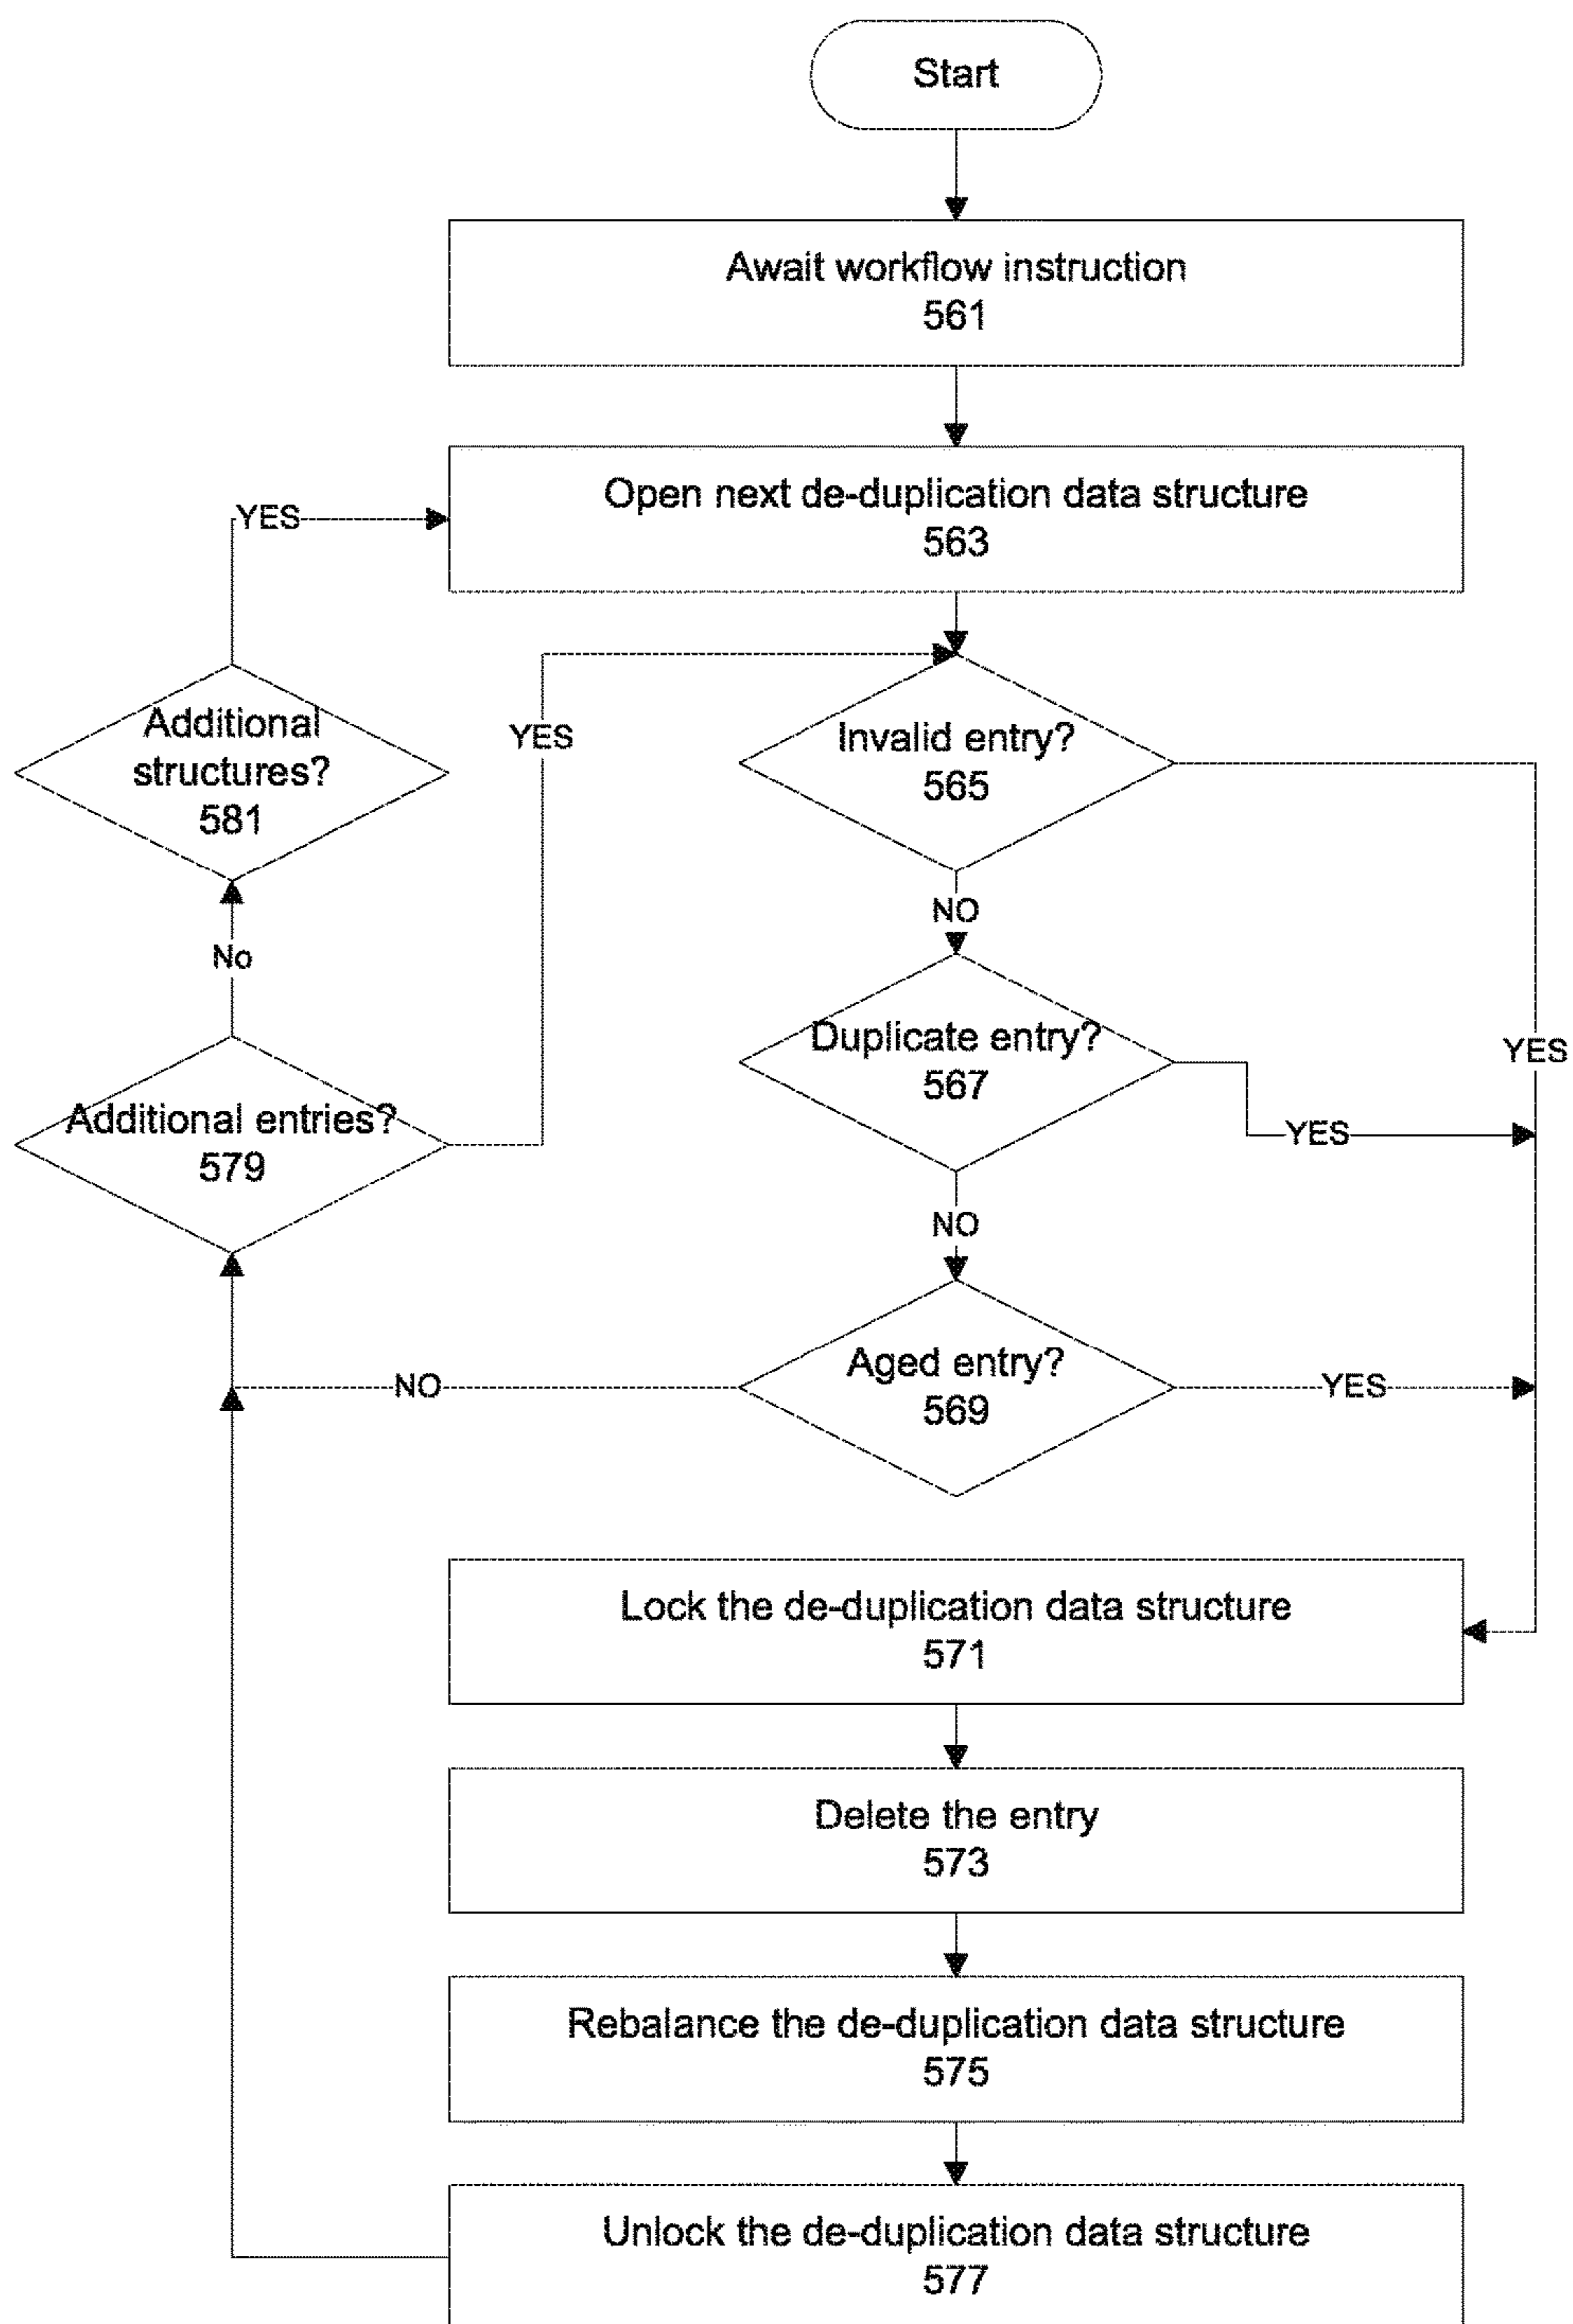 Start
Await workflow instruction
561
Open next de-duplication data structure
563
YES
Additional
structures?
581
YES
Invalid entry?
565
NO
No
Duplicate entry?
567
YES
Additional entries?
579
YES
NO
Aged entry?
569
NO
YES
Lock the de-duplication data structure
571
Delete the entry
573
Rebalance the de-duplication data structure
575
Unlock the de-duplication data structure
577